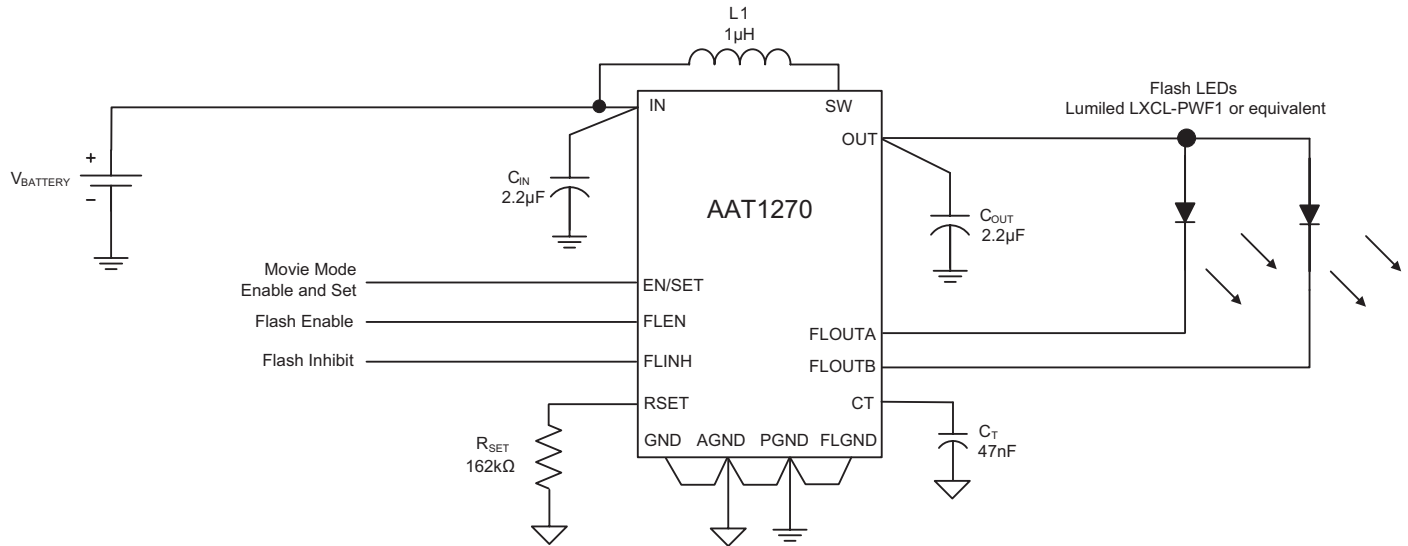 L1
1µH
IN
SW
Flash LEDs
Lumiled LXCL-PWF1 or equivalent
OUT
+
VBATTERY
−
CIN
2.2µF
AAT1270
COUT
2.2µF
Movie Mode
Enable and Set
EN/SET
Flash Enable
FLEN
FLOUTA
Flash Inhibit
FLINH
FLOUTB
RSET
CT
RSET
162kΩ
GND AGND PGND FLGND
CT
47nF